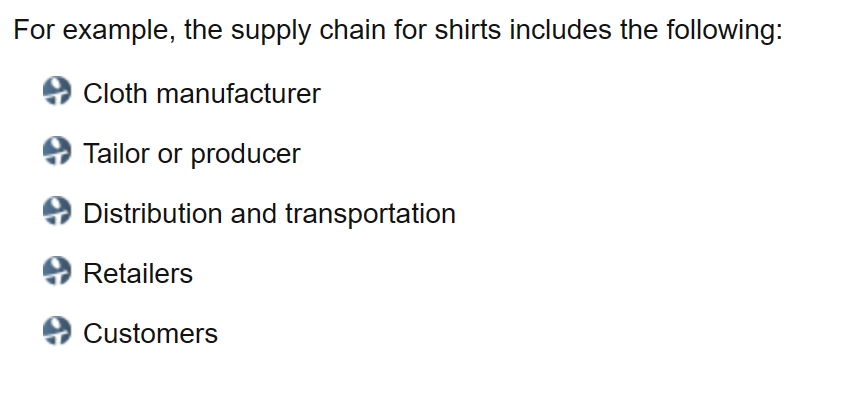 For example, the supply chain for shirts includes the following:
Cloth manufacturer
Tailor or producer
Distribution and transportation
Retailers
Customers